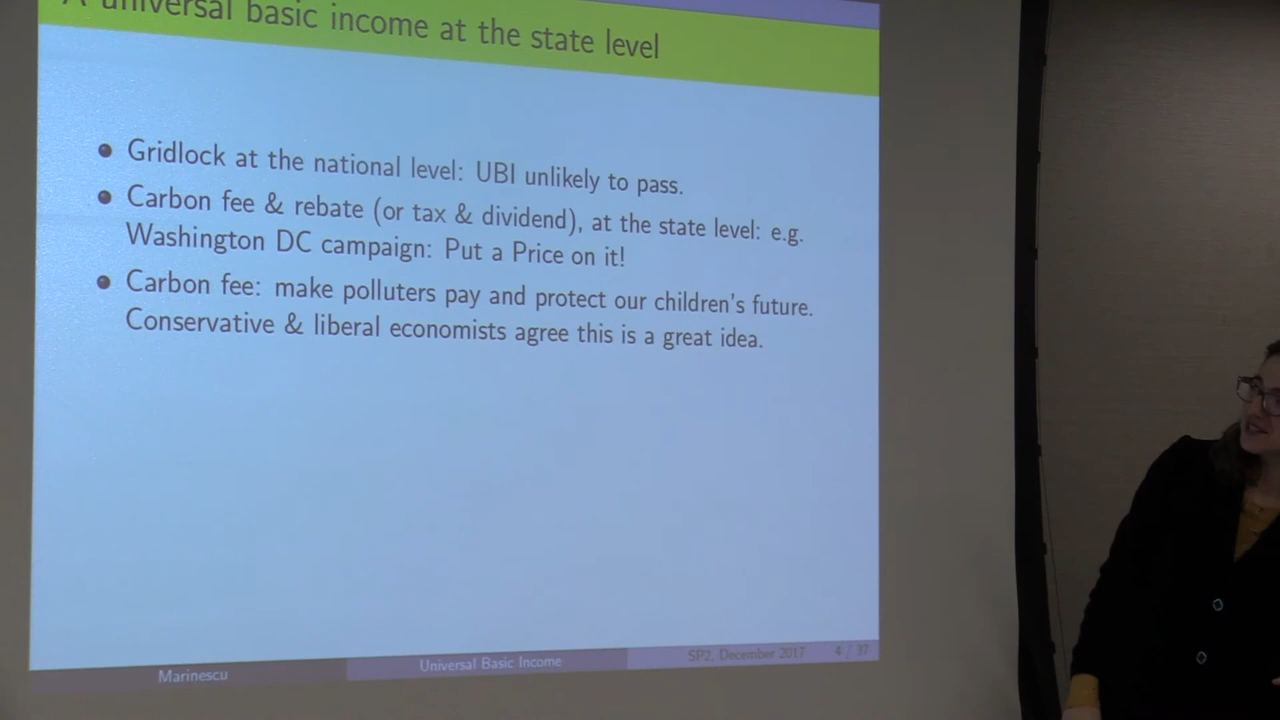 A universal basic income at the state level
Gridlock at the national level: UBI unlikely to pass.
Carbon fee & rebate (or tax & dividend), at the state level: e.g.
Washington DC campaign: Put a Price on it!
Carbon fee: make polluters pay and protect our children's future.
Conservative & liberal economists agree this is a great idea.
Marinescu
Universal Basic Income
SP2, December 2017
4 / 37